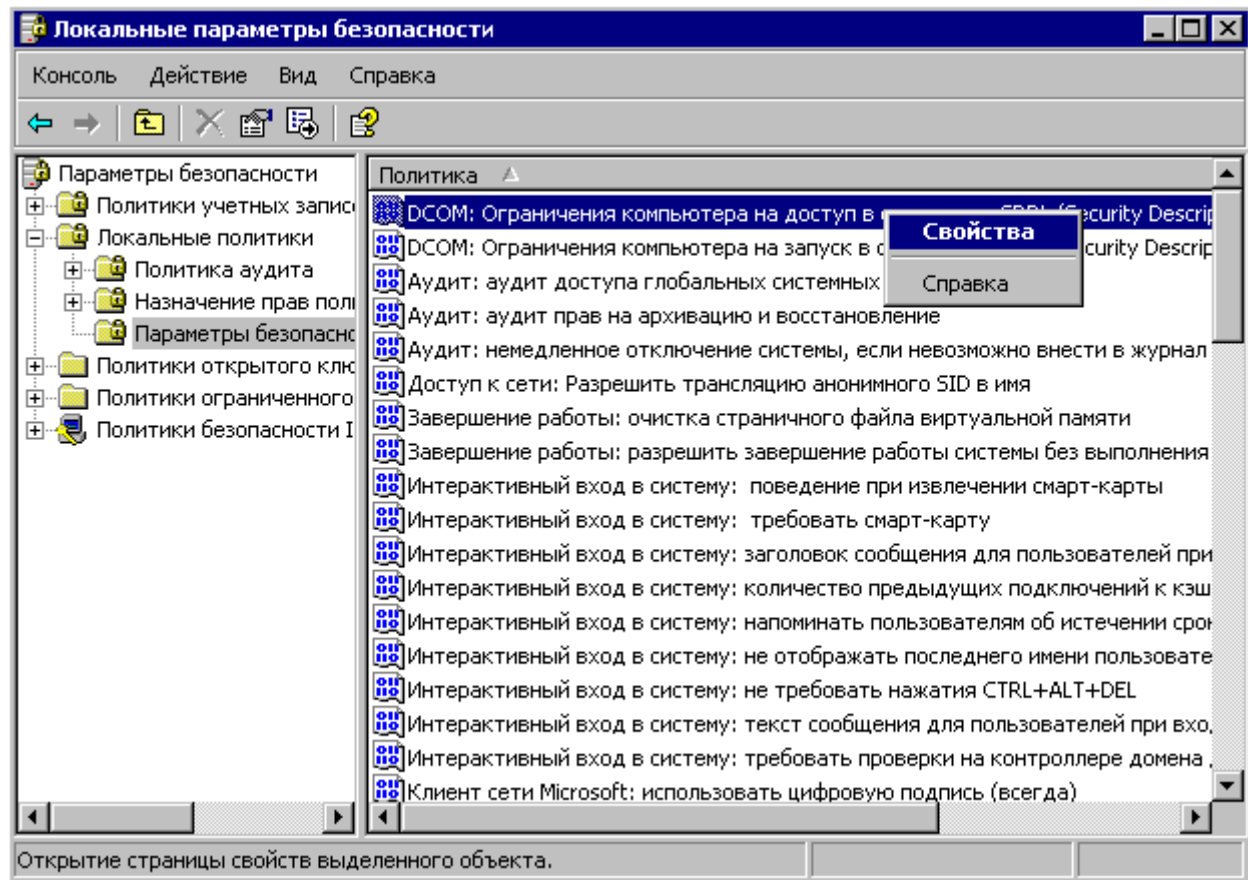 Локальные параметры безопасности
Консоль Действие Вид Справка
Параметры безопасности
Политики учетных запис
Локальные политики
Политика аудита
Назначение прав пол
Параметры безопасно
Политики открытого клю
Политики ограниченного
Политики безопасности I
Политика
DCOM: Ограничения компьютера на доступ в (Security Descrip
DCOM: Ограничения компьютера на запуск в curity Descrip
Аудит: аудит доступа глобальных системных
Аудит: аудит прав на архивацию и восстановление
Аудит: немедленное отключение системы, если невозможно внести в журнал
Доступ к сети: Разрешить трансляцию анонимного SID в имя
Завершение работы: очистка страничного файла виртуальной памяти
Завершение работы: разрешить завершение работы системы без выполнения
Интерактивный вход в систему: поведение при извлечении смарт-карты
Интерактивный вход в систему: требовать смарт-карту
Интерактивный вход в систему: заголовок сообщения для пользователей при
Интерактивный вход в систему: количество предыдущих подключений к кэш
Интерактивный вход в систему: напоминать пользователям об истечении сро
Интерактивный вход в систему: не отображать последнего имени пользовате
Интерактивный вход в систему: не требовать нажатия CTRL+ALT+DEL
Интерактивный вход в систему: текст сообщения для пользователей при вхо
Интерактивный вход в систему: требовать проверки на контроллере домена
Клиент сети Microsoft: использовать цифровую подпись (всегда)
Свойства
Справка
Открытие страницы свойств выделенного объекта.